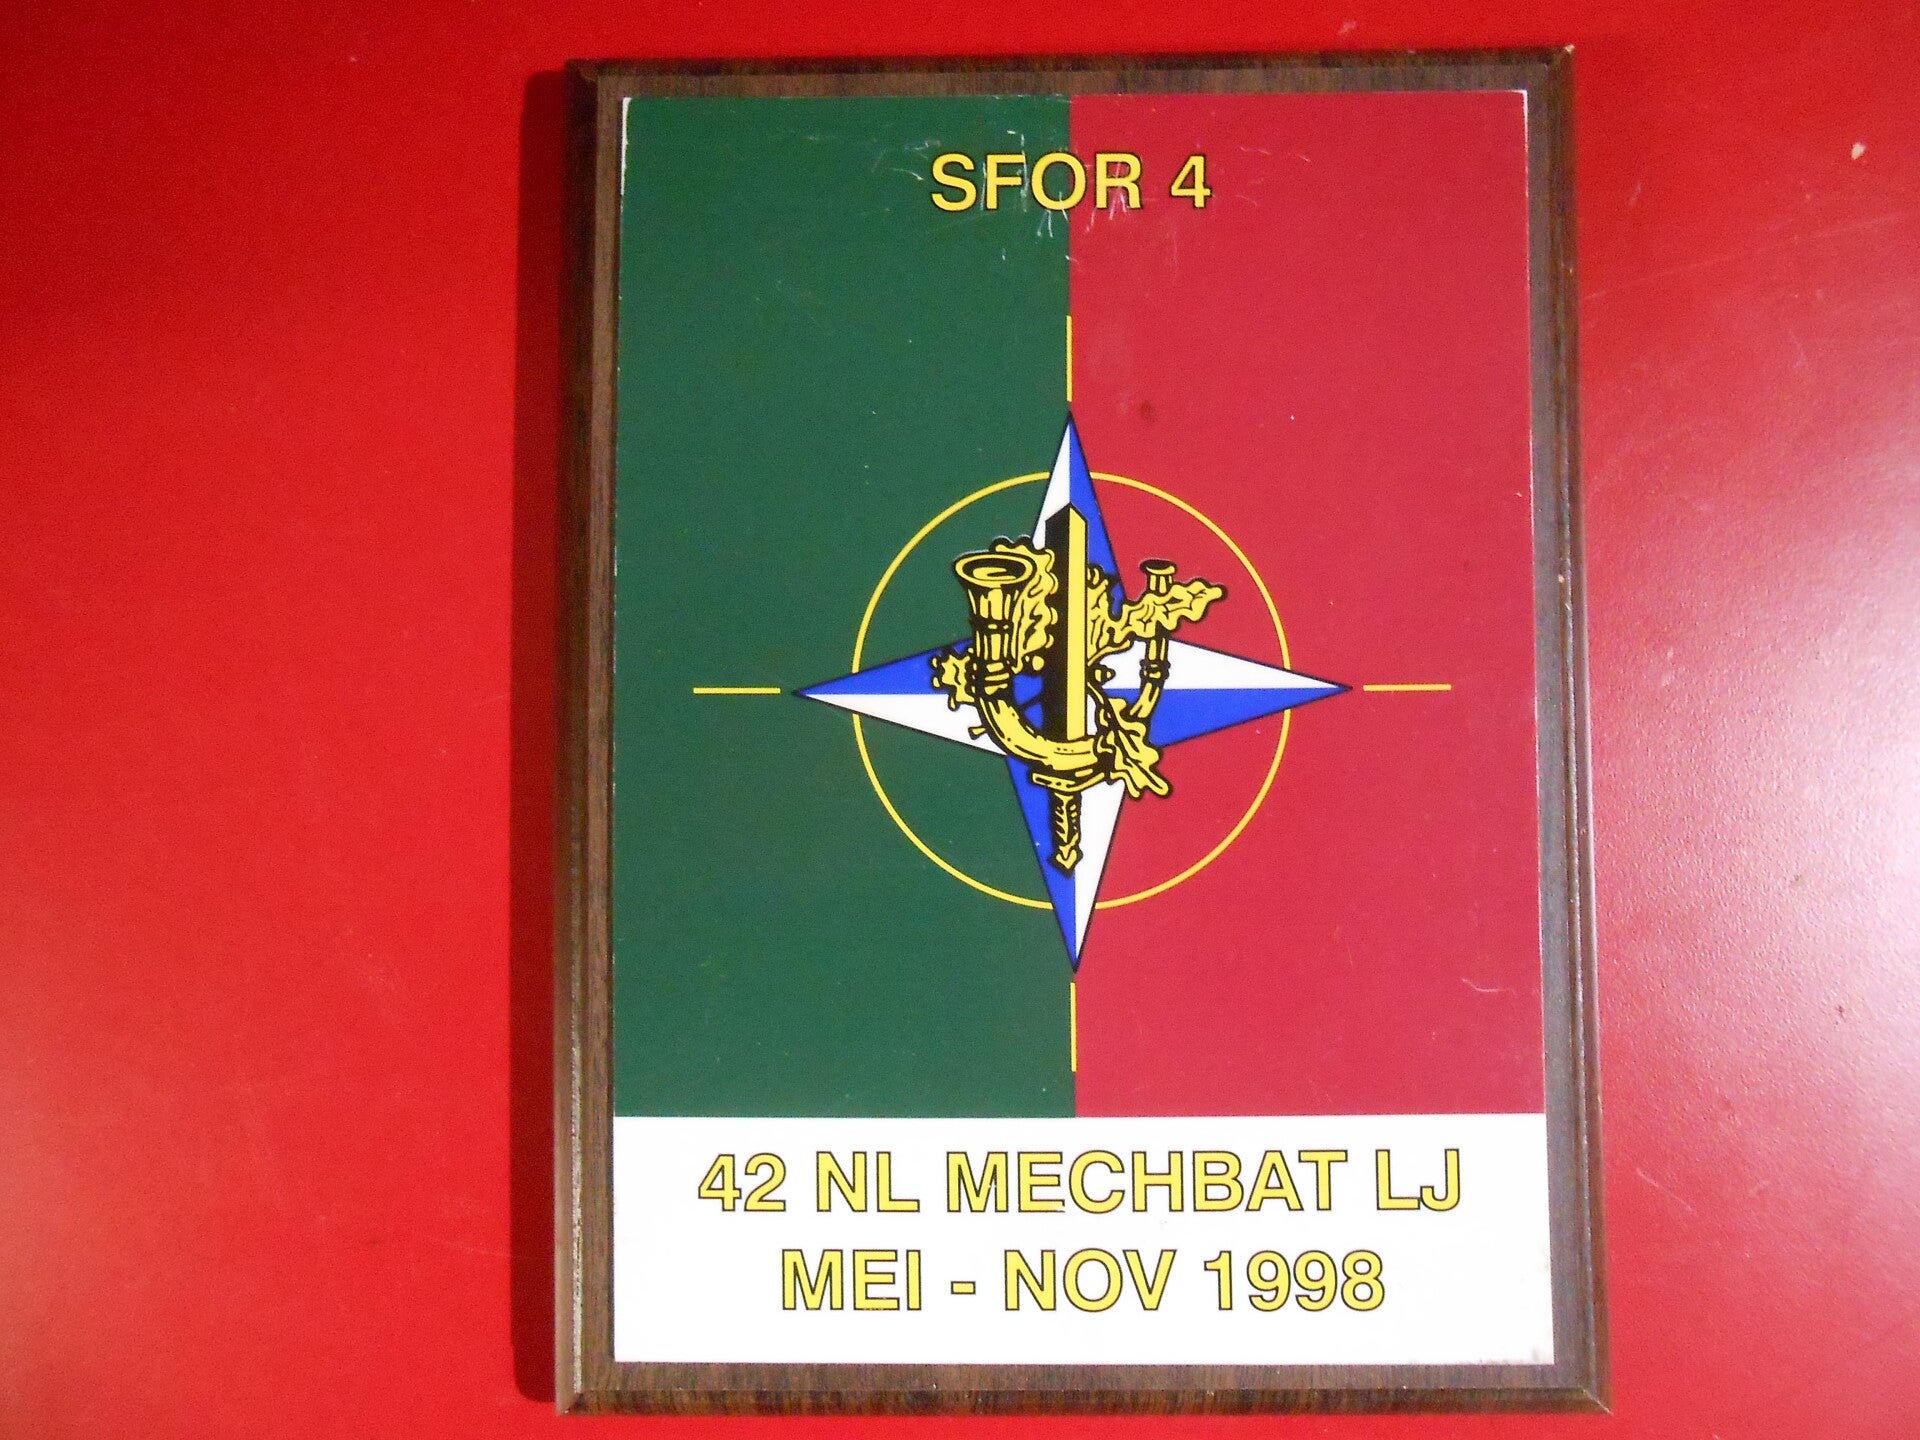 SFOR 4
42 NL MECHBAT LJ
MEI - NOV 1998